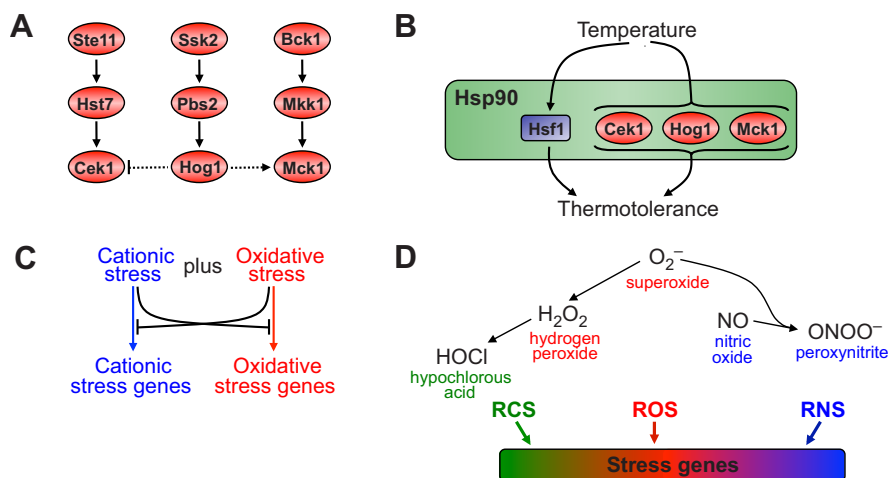 A
Ste11 Ssk2 Bck1
Hst7 Pbs2 Mkk1
Cek1 Hog1 Mck1
B
Temperature
Hsp90
Hsf1 Cek1 Hog1 Mck1
Thermotolerance
C
Cationic
stress
plus
Oxidative
stress
Cationic
stress genes
Oxidative
stress genes
D
O₂⁻
superoxide
H₂O₂
hydrogen
peroxide
HOCl
hypochlorous
acid
NO
nitric
oxide
ONOO⁻
peroxynitrite
RCS ROS RNS
Stress genes